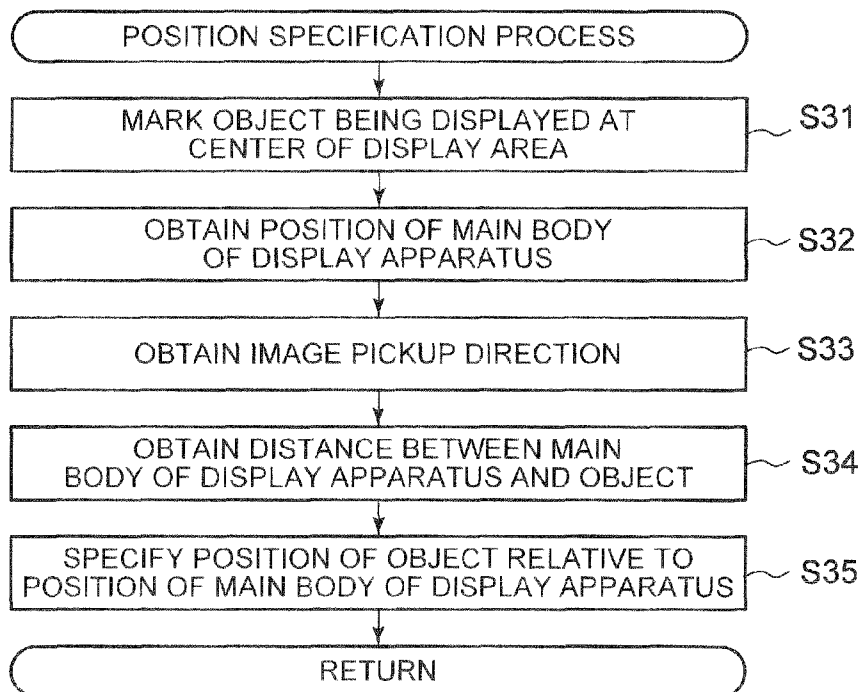 POSITION SPECIFICATION PROCESS
MARK OBJECT BEING DISPLAYED AT
CENTER OF DISPLAY AREA
S31
OBTAIN POSITION OF MAIN BODY
OF DISPLAY APPARATUS
S32
OBTAIN IMAGE PICKUP DIRECTION
S33
OBTAIN DISTANCE BETWEEN MAIN
BODY OF DISPLAY APPARATUS AND OBJECT
S34
SPECIFY POSITION OF OBJECT RELATIVE TO
POSITION OF MAIN BODY OF DISPLAY APPARATUS
S35
RETURN